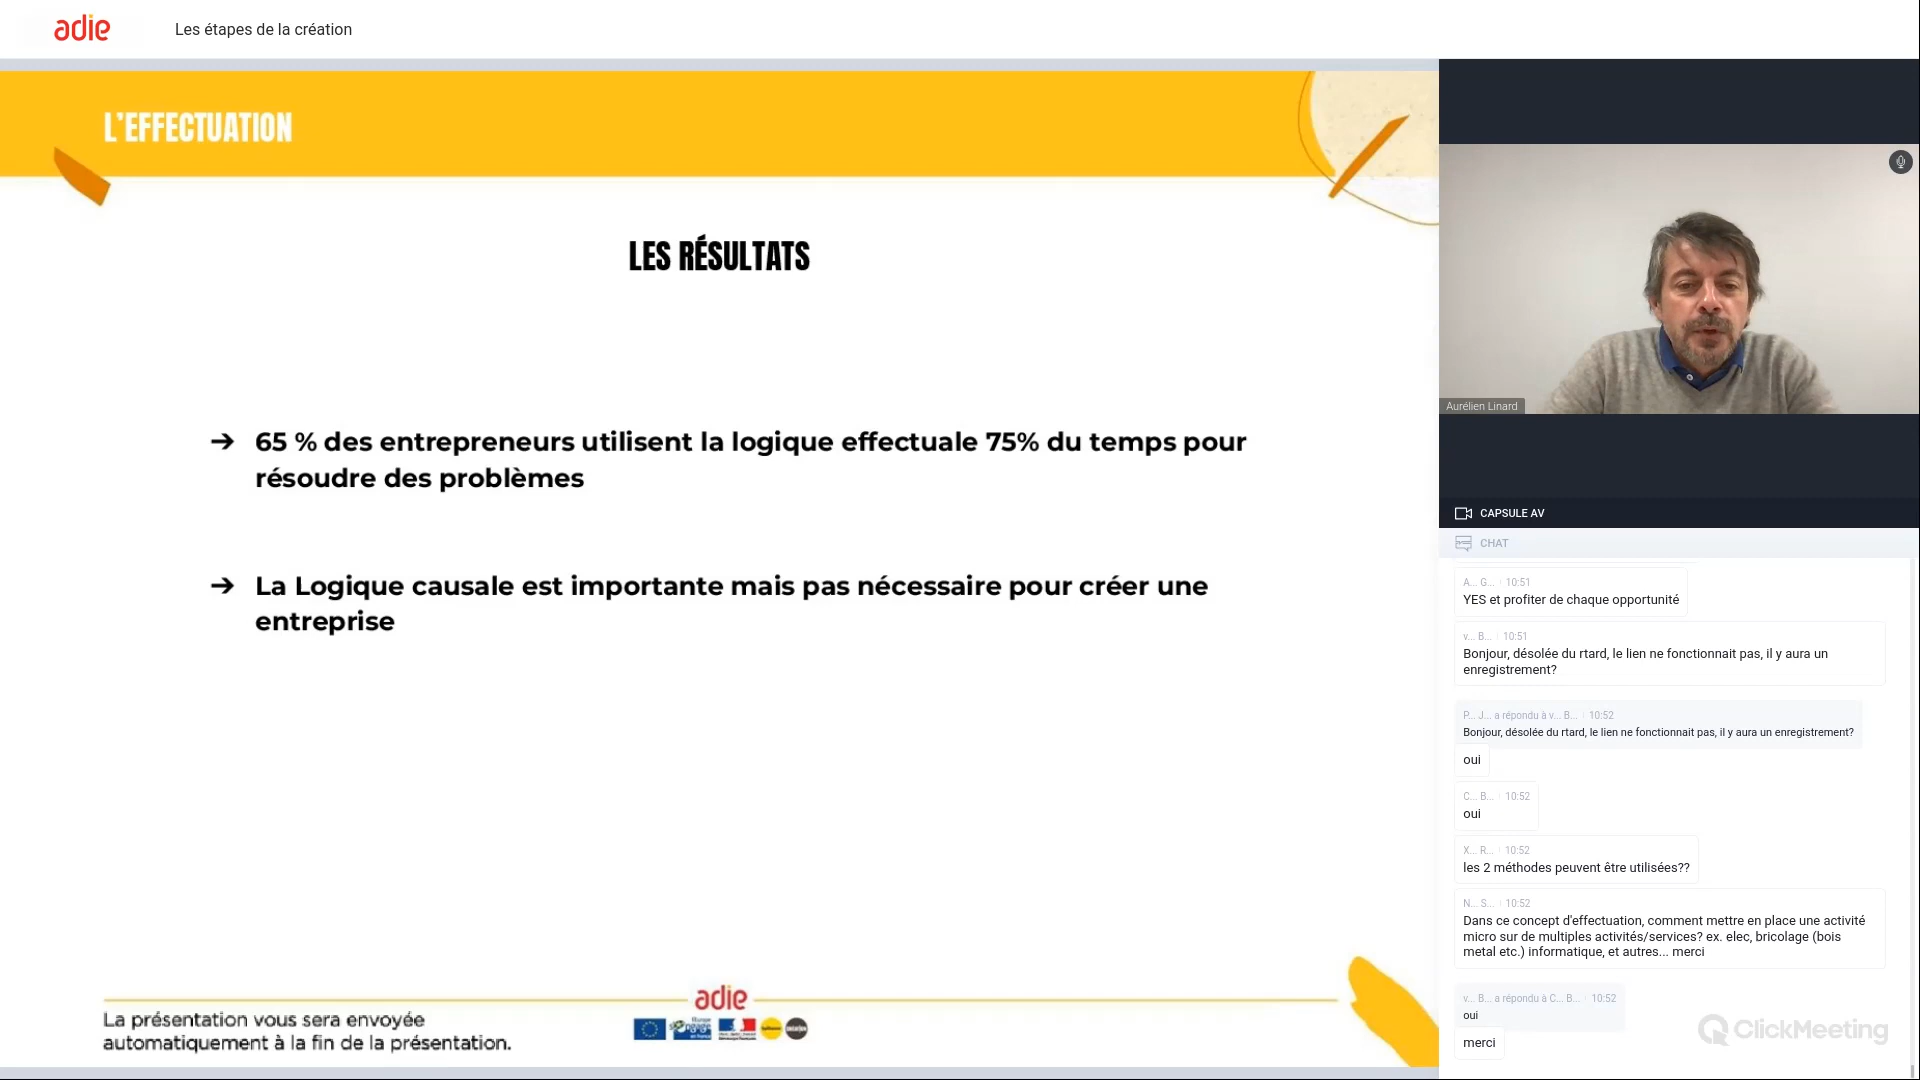 adie
Les étapes de la création
L'EFFECTUATION
LES RÉSULTATS
➔ 65 % des entrepreneurs utilisent la logique effectuale 75% du temps pour
résoudre des problèmes
➔ La Logique causale est importante mais pas nécessaire pour créer une
entreprise
La présentation vous sera envoyée
automatiquement à la fin de la présentation.
adie
Aurélien Linard
CAPSULE AV
CHAT
A... G... 10:51
YES et profiter de chaque opportunité
v... B... 10:51
Bonjour, désolée du rtard, le lien ne fonctionnait pas, il y aura un
enregistrement?
P... J... a répondu à v... B... 10:52
Bonjour, désolée du rtard, le lien ne fonctionnait pas, il y aura un enregistrement?
oui
C... B... 10:52
oui
X... R... 10:52
les 2 méthodes peuvent être utilisées??
N... S... 10:52
Dans ce concept d'effectuation, comment mettre en place une activité
micro sur de multiples activités/services? ex. elec, bricolage (bois
metal etc.) informatique, et autres... merci
v... B... a répondu à C... B... 10:52
oui
merci
ClickMeeting